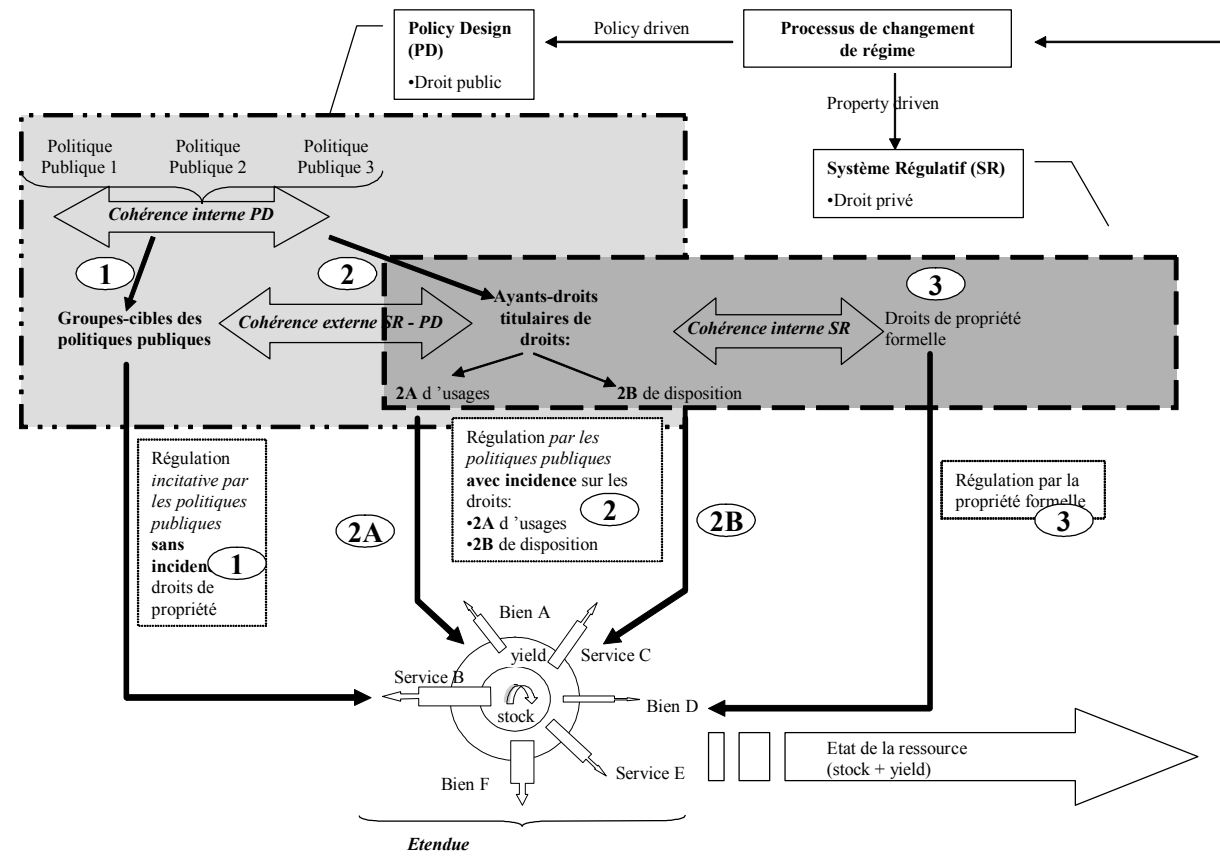 Policy Design
(PD)
•Droit public
Policy driven
Processus de changement
de régime
Property driven
Système Régulatif (SR)
•Droit privé
Politique
Publique 1
Politique
Publique 2
Politique
Publique 3
Cohérence interne PD
1
2
3
Groupes-cibles des
politiques publiques
Cohérence externe SR - PD
Ayants-droits
titulaires de
droits:
Cohérence interne SR
Droits de propriété
formelle
2A d ’usages
2B de disposition
Régulation
incitative par
les politiques
publiques
sans
inciden
droits de
propriété
1
2A
Régulation par les
politiques publiques
avec incidence sur les
droits:
•2A d ’usages
•2B de disposition
2
2B
Régulation par la
propriété formelle
3
Bien A
yield
Service C
Service B
stock
Bien D
Service E
Bien F
Etat de la ressource
(stock + yield)
Etendue